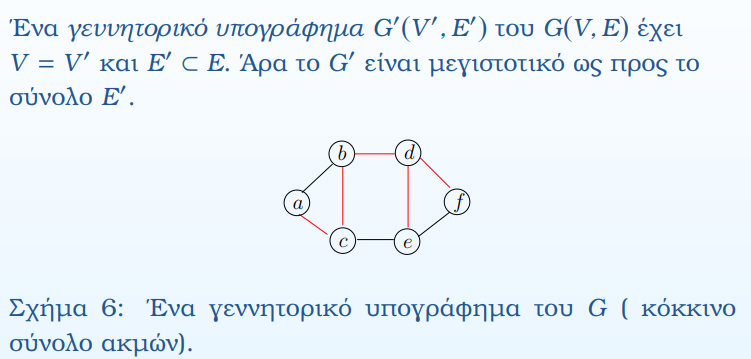 Ένα γεννητορικό υπογράφημα G′(V′, E′) του G(V, E) έχει
V = V′ και E′ ⊂ E. Άρα το G′ είναι μεγιστοτικό ως προς το
σύνολο E′.
b d
a f
c e
Σχήμα 6: Ένα γεννητορικό υπογράφημα του G ( κόκκινο
σύνολο ακμών).